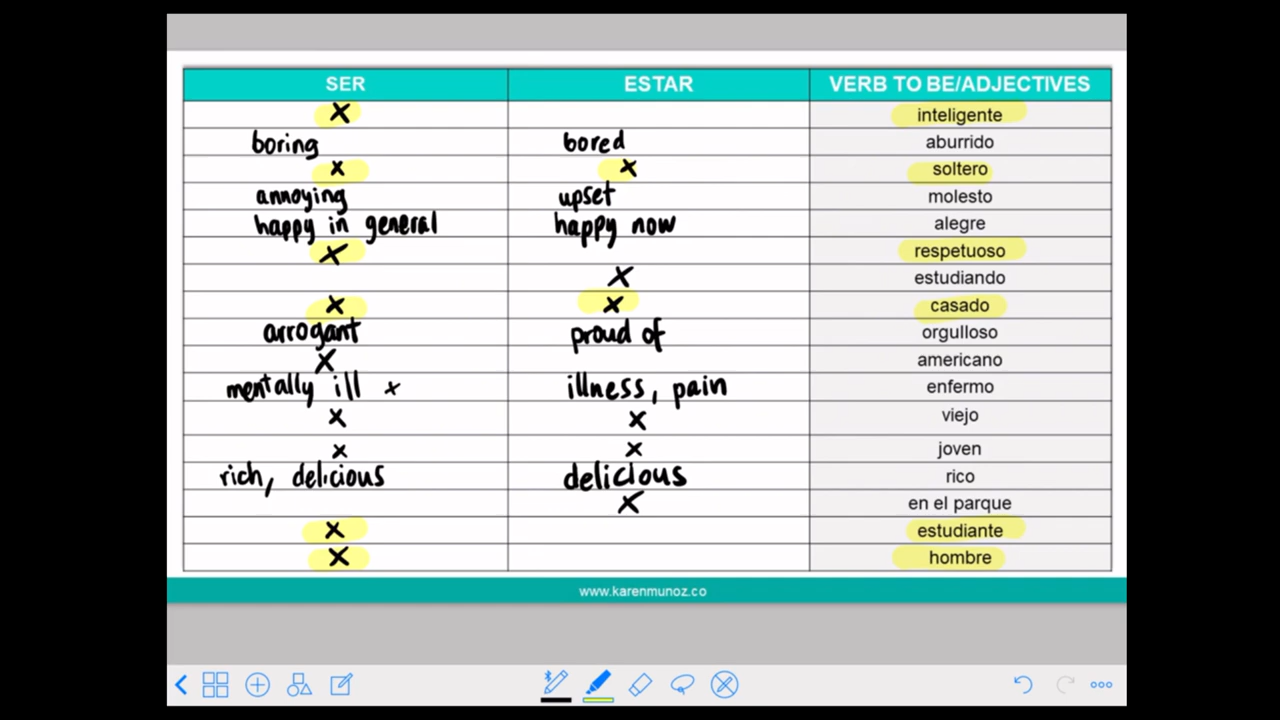 SER ESTAR VERB TO BE/ADJECTIVES
X inteligente
boring bored aburrido
x x soltero
annoying upset molesto
happy in general happy now alegre
X respetuoso
X estudiando
x x casado
arrogant proud of orgulloso
X americano
mentally ill x illness, pain enfermo
x x viejo
x x joven
rich, delicious delicious rico
X en el parque
x estudiante
x hombre
www.karenmunoz.co